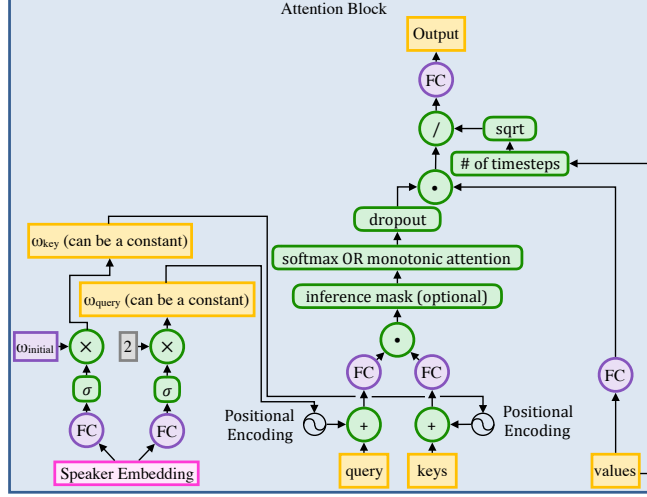 Attention Block
Output
FC
/
sqrt
# of timesteps
•
dropout
ωkey (can be a constant)
softmax OR monotonic attention
ωquery (can be a constant)
inference mask (optional)
ωinitial
×
2
×
•
σ
σ
FC
FC
FC
FC
FC
Positional
Encoding
+
+
Positional
Encoding
Speaker Embedding
query
keys
values